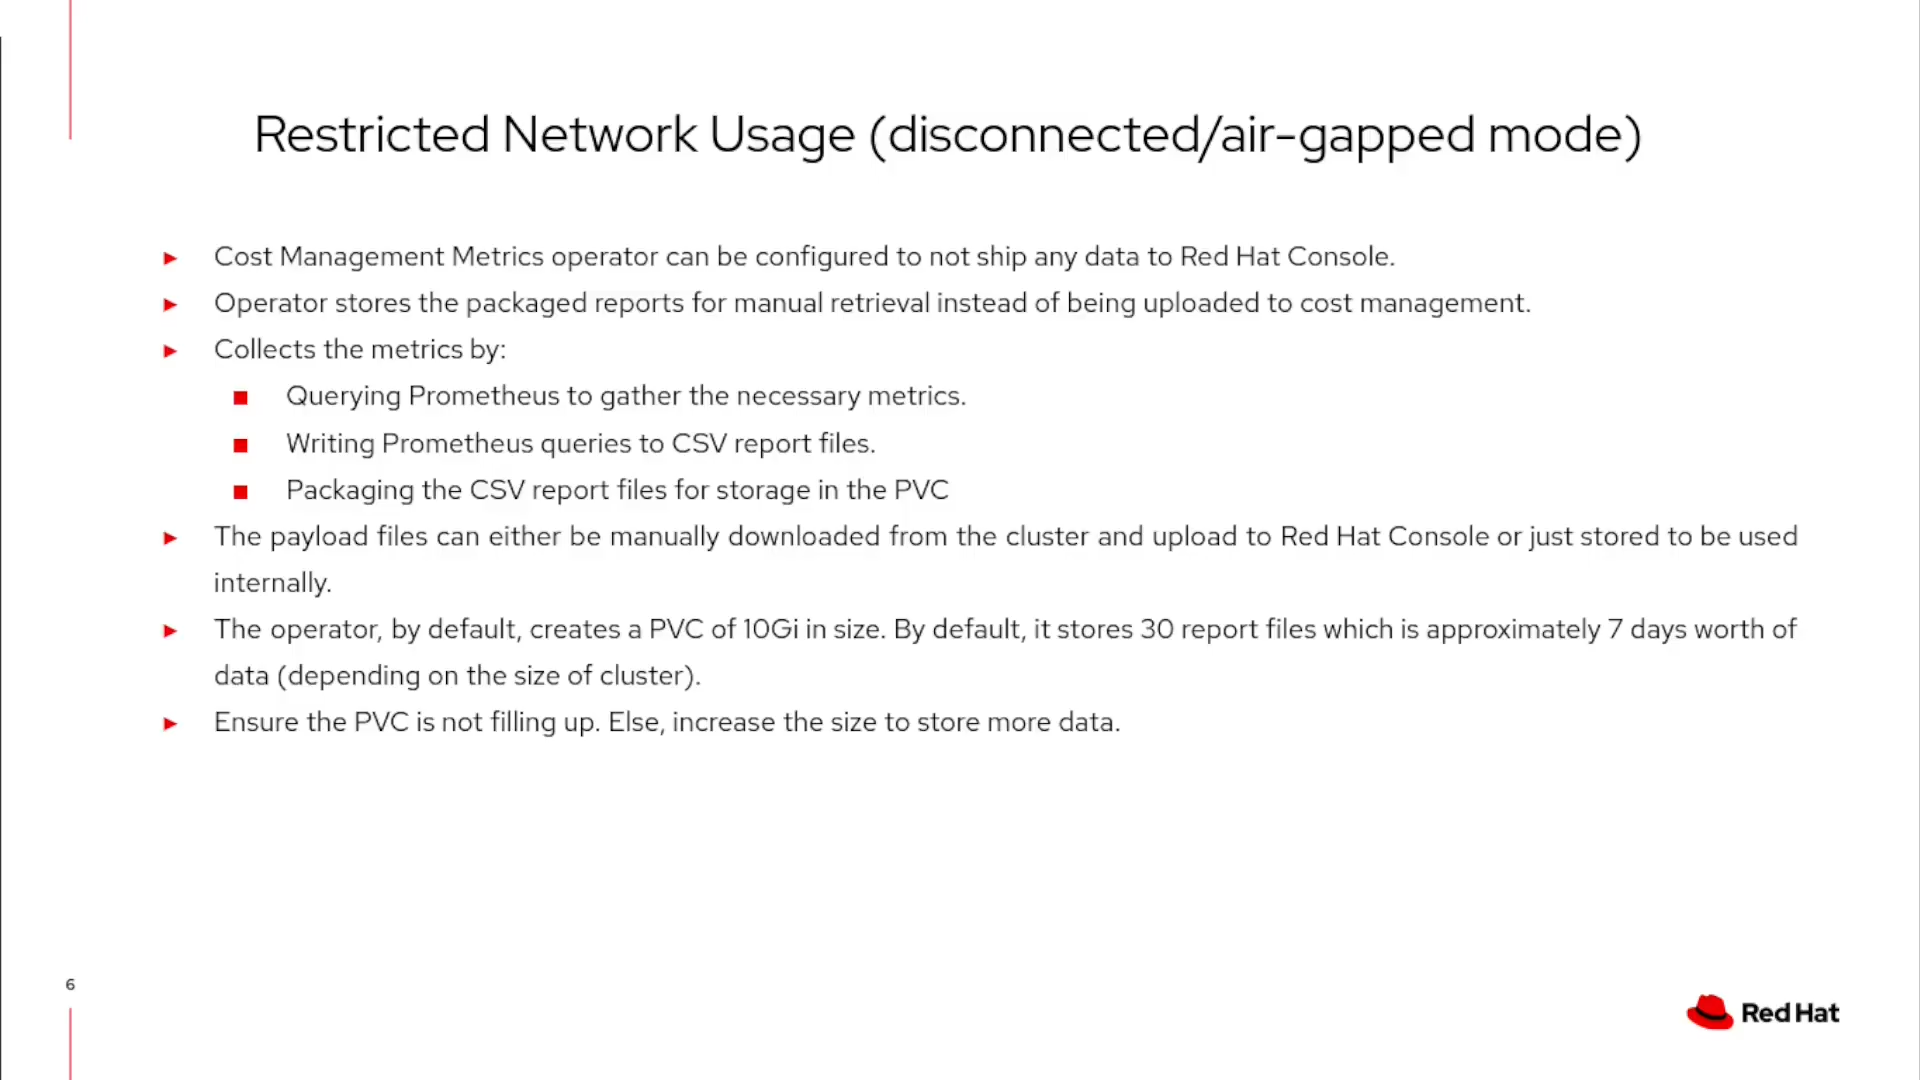 Restricted Network Usage (disconnected/air-gapped mode)
Cost Management Metrics operator can be configured to not ship any data to Red Hat Console.
Operator stores the packaged reports for manual retrieval instead of being uploaded to cost management.
Collects the metrics by:
Querying Prometheus to gather the necessary metrics.
Writing Prometheus queries to CSV report files.
Packaging the CSV report files for storage in the PVC
The payload files can either be manually downloaded from the cluster and upload to Red Hat Console or just stored to be used
internally.
The operator, by default, creates a PVC of 10Gi in size. By default, it stores 30 report files which is approximately 7 days worth of
data (depending on the size of cluster).
Ensure the PVC is not filling up. Else, increase the size to store more data.
6
Red Hat